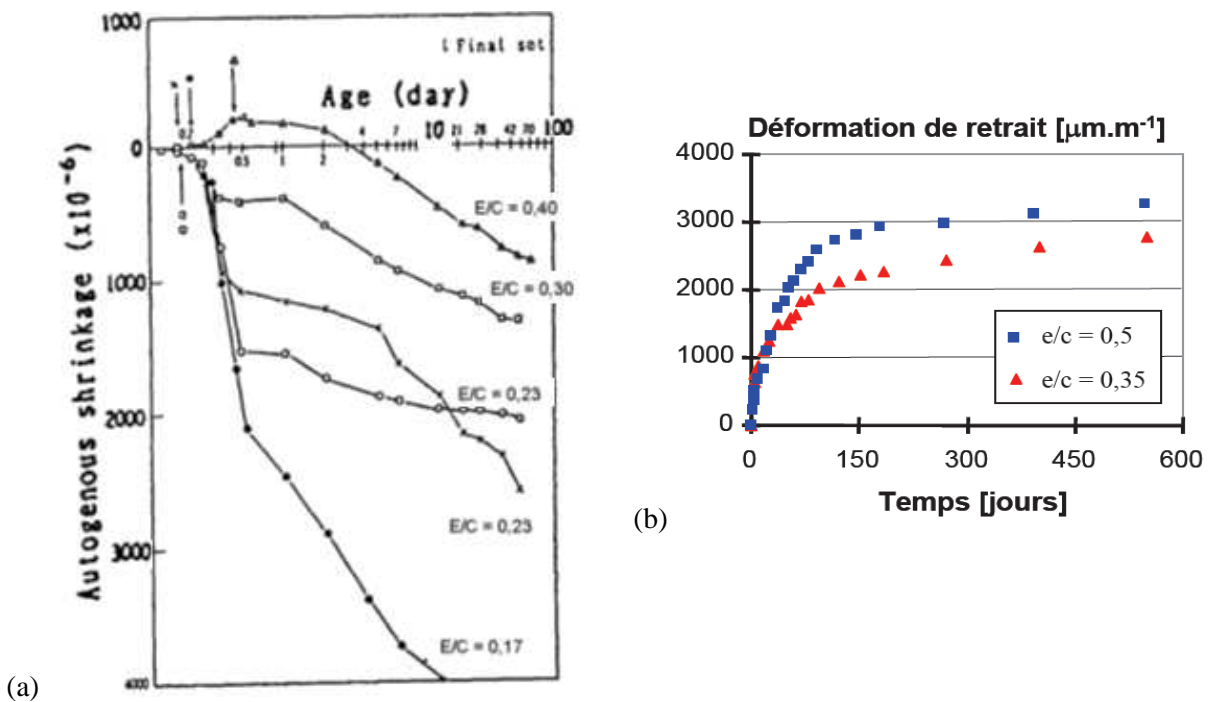 1000
Final set
Age (day)
0,2
0.5 1 2 4 7 10 21 28 42 70 100
0
E/C = 0,40
E/C = 0,30
1000
E/C = 0,23
2000
E/C = 0,23
3000
E/C = 0,17
4000
Autogenous shrinkage (x10⁻⁶)
(a)
Déformation de retrait [µm.m⁻¹]
4000
3000
2000
1000
0
e/c = 0,5
e/c = 0,35
0 150 300 450 600
Temps [jours]
(b)